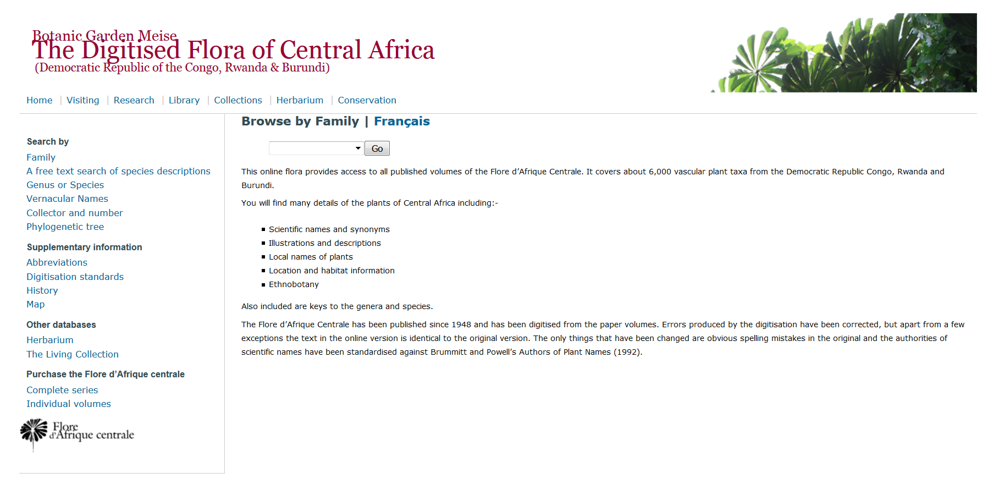 Botanic Garden Meise
The Digitised Flora of Central Africa
(Democratic Republic of the Congo, Rwanda & Burundi)
Home | Visiting | Research | Library | Collections | Herbarium | Conservation
Search by
Family
A free text search of species descriptions
Genus or Species
Vernacular Names
Collector and number
Phylogenetic tree
Supplementary information
Abbreviations
Digitisation standards
History
Map
Other databases
Herbarium
The Living Collection
Purchase the Flore d’Afrique centrale
Complete series
Individual volumes
Flore
d’Afrique centrale
Browse by Family | Français
Go
This online flora provides access to all published volumes of the Flore d’Afrique Centrale. It covers about 6,000 vascular plant taxa from the Democratic Republic Congo, Rwanda and
Burundi.
You will find many details of the plants of Central Africa including:-
Scientific names and synonyms
Illustrations and descriptions
Local names of plants
Location and habitat information
Ethnobotany
Also included are keys to the genera and species.
The Flore d’Afrique Centrale has been published since 1948 and has been digitised from the paper volumes. Errors produced by the digitisation have been corrected, but apart from a few
exceptions the text in the online version is identical to the original version. The only things that have been changed are obvious spelling mistakes in the original and the authorities of
scientific names have been standardised against Brummitt and Powell’s Authors of Plant Names (1992).